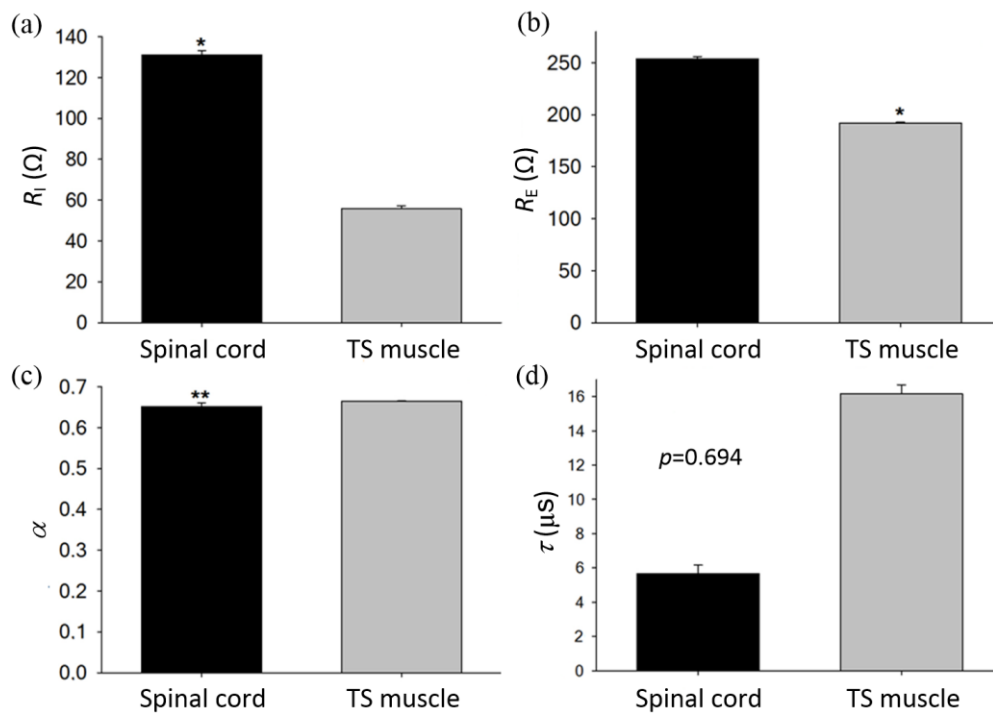 (a)
140
120
100
80
60
40
20
0
R_I (Ω)
*
Spinal cord
TS muscle
(b)
250
200
150
100
50
0
R_E (Ω)
*
Spinal cord
TS muscle
(c)
0.7
0.6
0.5
0.4
0.3
0.2
0.1
0.0
α
**
Spinal cord
TS muscle
(d)
16
14
12
10
8
6
4
2
0
τ (μs)
p=0.694
Spinal cord
TS muscle